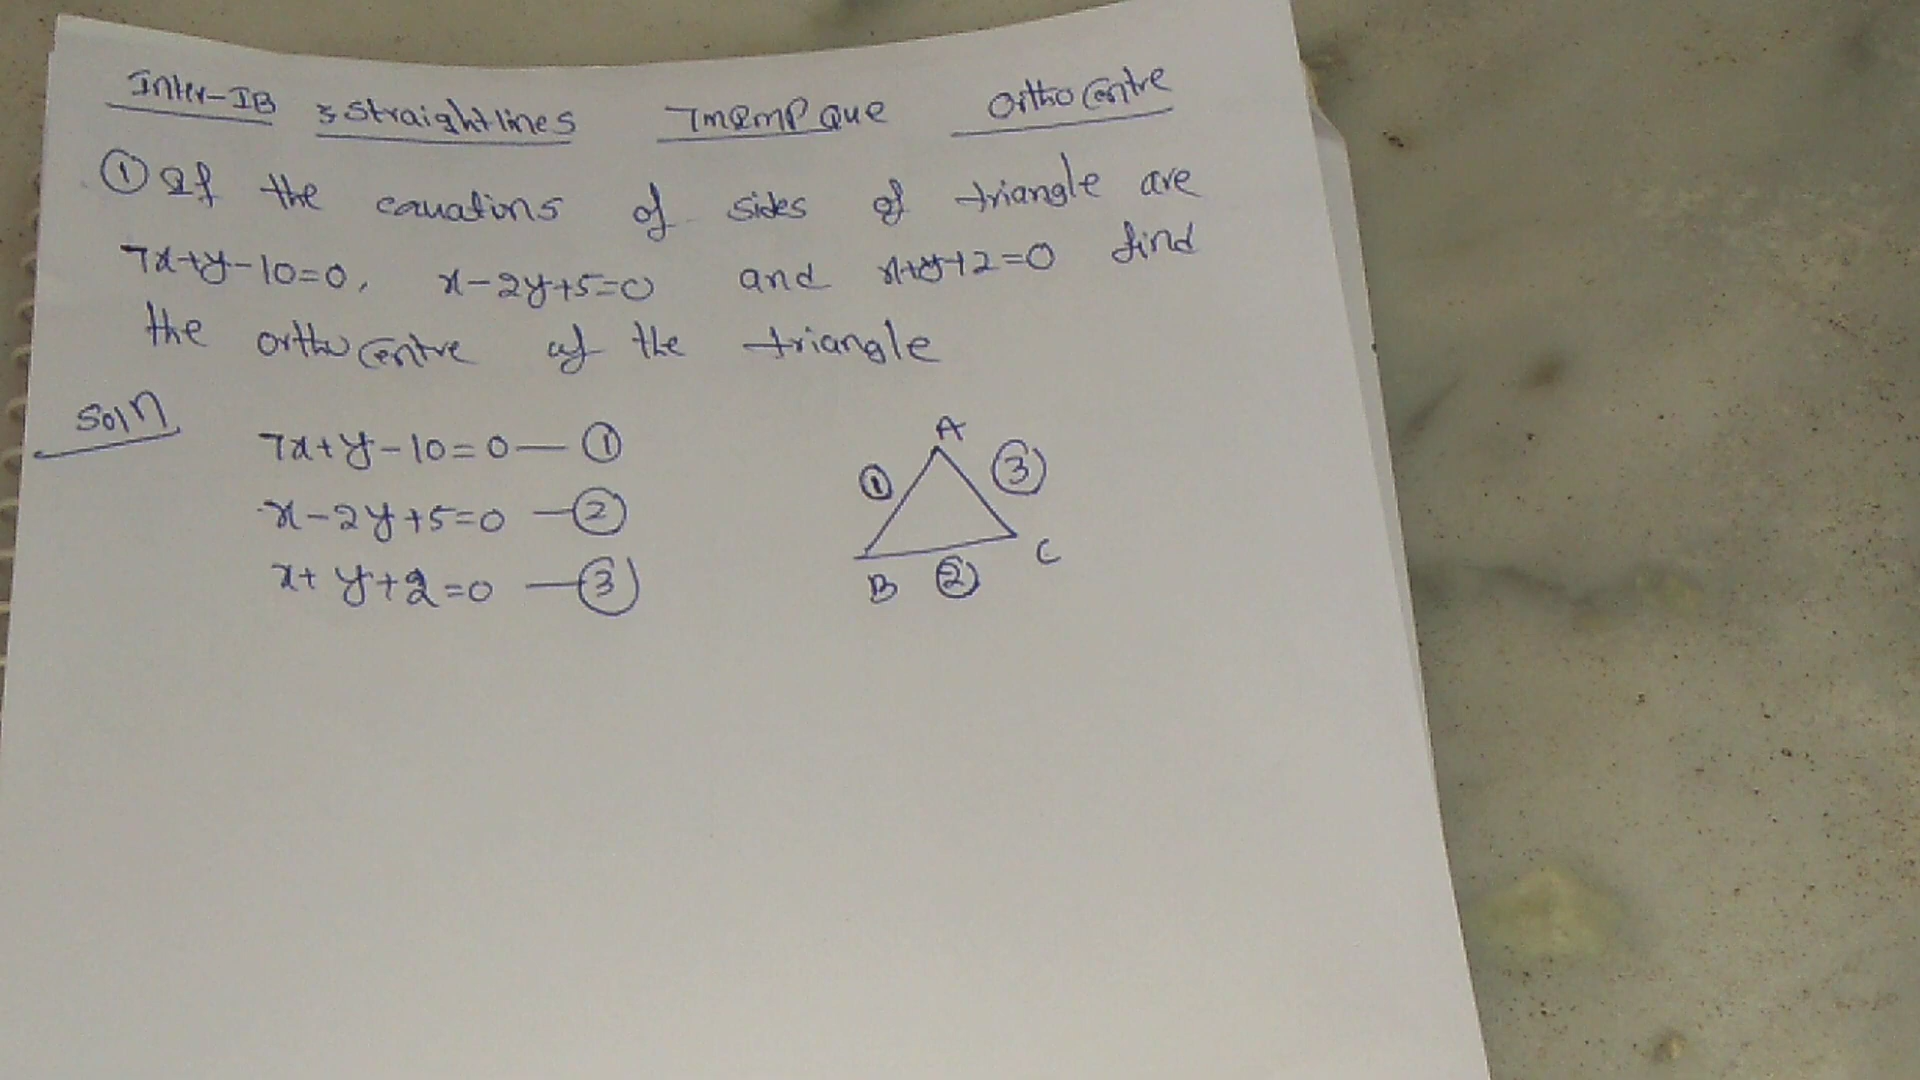 Inter-IB 3 Straight lines 7m Imp Que Ortho Centre
① If the equations of sides of triangle are
7x+y-10=0, x-2y+5=0 and x+y+2=0 find
the ortho centre of the triangle
Soln
7x+y-10=0 — ①
x-2y+5=0 — ②
x+y+2=0 — ③
A
① ③
B ② C